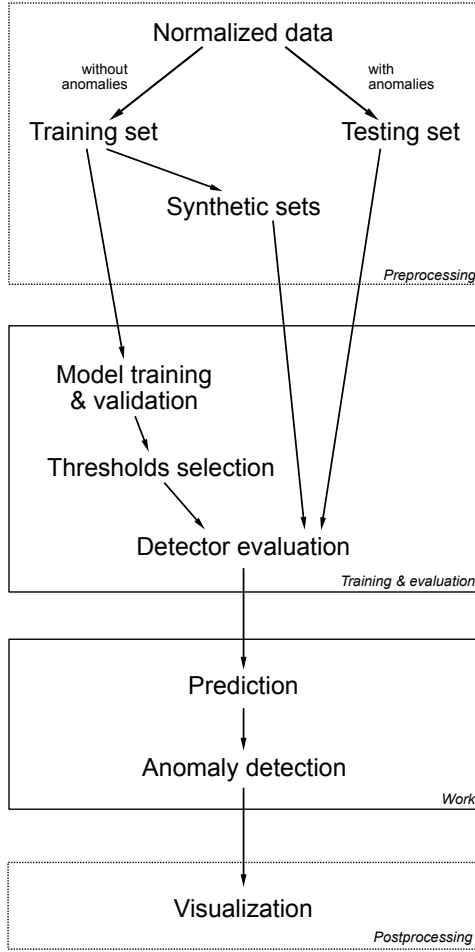 Normalized data
without
anomalies
with
anomalies
Training set
Testing set
Synthetic sets
Preprocessing
Model training
& validation
Thresholds selection
Detector evaluation
Training & evaluation
Prediction
Anomaly detection
Work
Visualization
Postprocessing